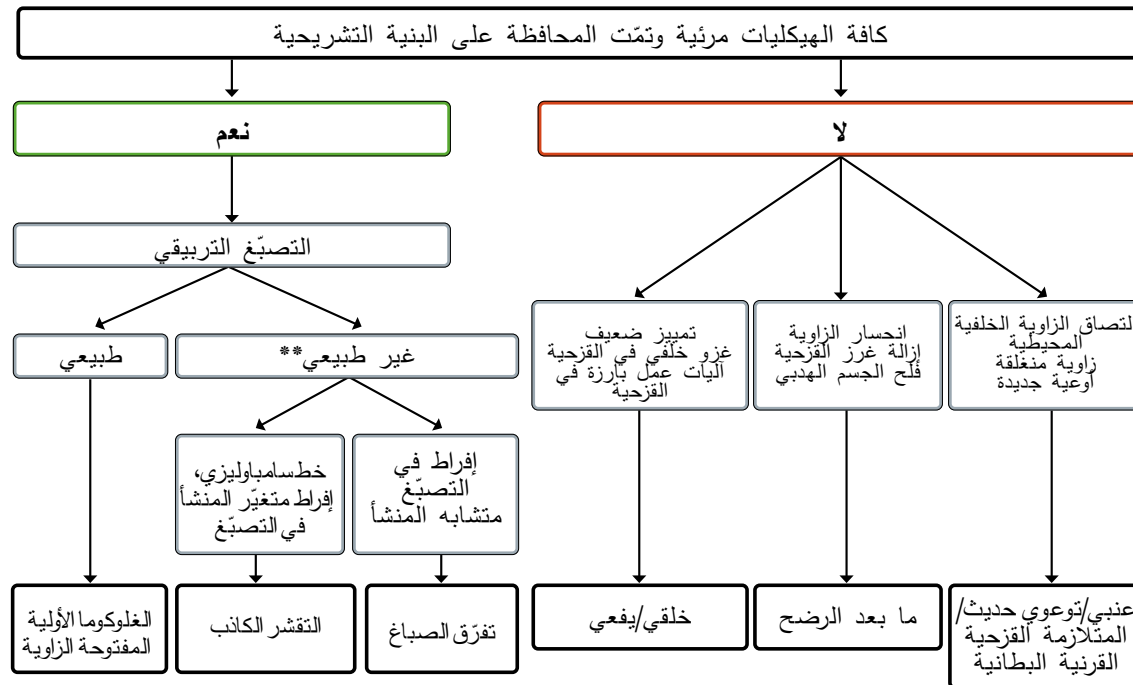 كافة الهيكليات مرئية وتمّت المحافظة على البنية التشريحية
لا
نعم
التصبّغ التربيقي
التصاق الزاوية الخلفية
المحيطية
زاوية منغلقة
أوعية جديدة
انحسار الزاوية
إزالة غرز القزحية
فلح الجسم الهدبي
تمييز ضعيف
غزو خلفي في القزحية
آليات عمل بارزة في
القزحية
غير طبيعي**
طبيعي
إفراط في
التصبّغ
متشابه المنشأ
خط سامباوليزي،
إفراط متغيّر المنشأ
في التصبّغ
عنبي/توعوي حديث/
المتلازمة القزحية
القرنية البطانية
ما بعد الرضح
خلقي/يفعي
تفرّق الصباغ
التقشر الكاذب
الغلوكوما الأولية
المفتوحة الزاوية